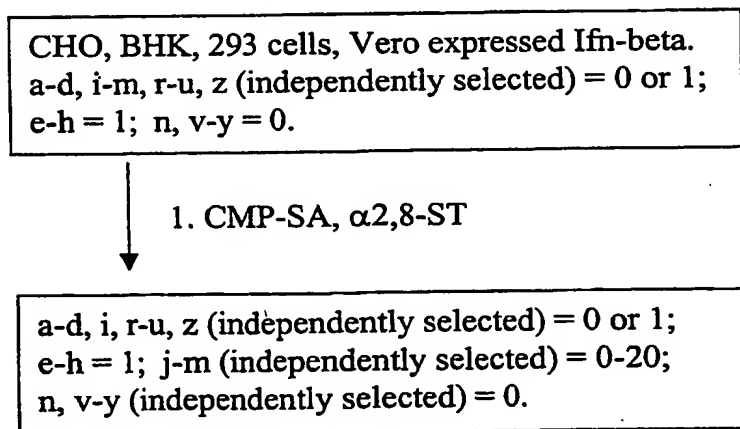 CHO, BHK, 293 cells, Vero expressed Ifn-beta.
a-d, i-m, r-u, z (independently selected) = 0 or 1;
e-h = 1; n, v-y = 0.
1. CMP-SA, α2,8-ST
a-d, i, r-u, z (independently selected) = 0 or 1;
e-h = 1; j-m (independently selected) = 0-20;
n, v-y (independently selected) = 0.